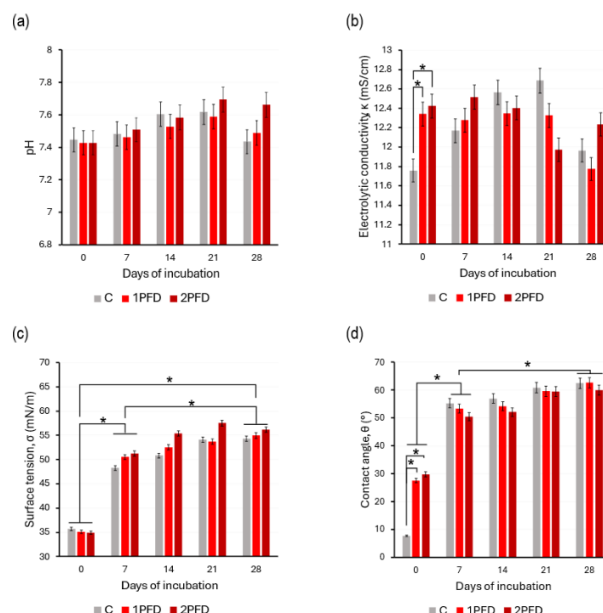 (a)
8
7.8
7.6
7.4
7.2
7
6.8
pH
0 7 14 21 28
Days of incubation
C 1PFD 2PFD
(b)
13
12.8
12.6
12.4
12.2
12
11.8
11.6
11.4
11.2
11
Electrolytic conductivity, κ (mS/cm)
* *
0 7 14 21 28
Days of incubation
C 1PFD 2PFD
(c)
65
60
55
50
45
40
35
30
Surface tension, σ (mN/m)
* * *
0 7 14 21 28
Days of incubation
C 1PFD 2PFD
(d)
70
60
50
40
30
20
10
0
Contact angle, θ (°)
* * * *
0 7 14 21 28
Days of incubation
C 1PFD 2PFD